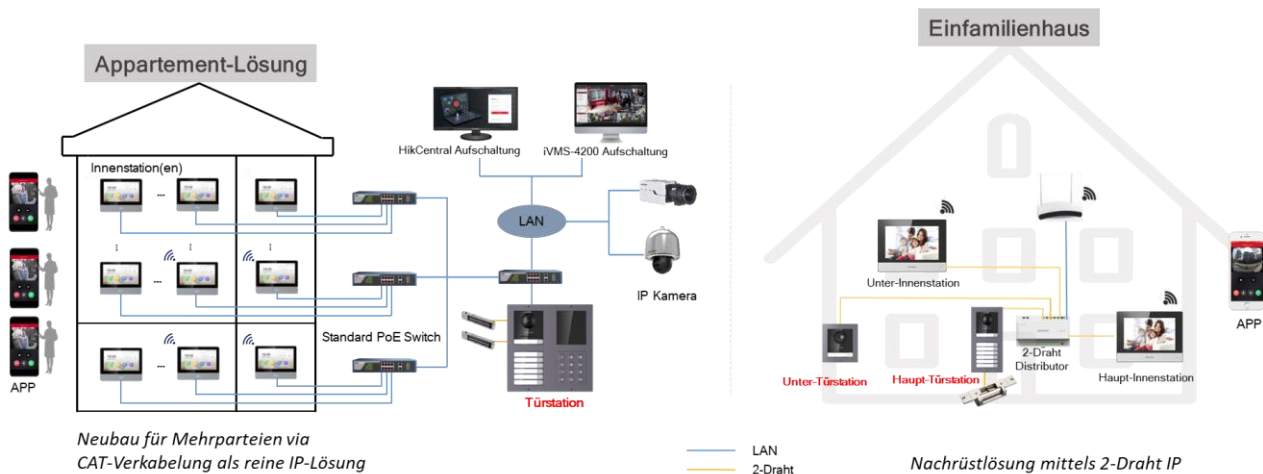 Appartement-Lösung
Innenstation(en)
APP
HikCentral Aufschaltung
iVMS-4200 Aufschaltung
LAN
IP Kamera
Standard PoE Switch
Türstation
Neubau für Mehrparteien via
CAT-Verkabelung als reine IP-Lösung
LAN
2-Draht
Einfamilienhaus
Unter-Innenstation
APP
Unter-Türstation
Haupt-Türstation
2-Draht
Distributor
Haupt-Innenstation
Nachrüstlösung mittels 2-Draht IP